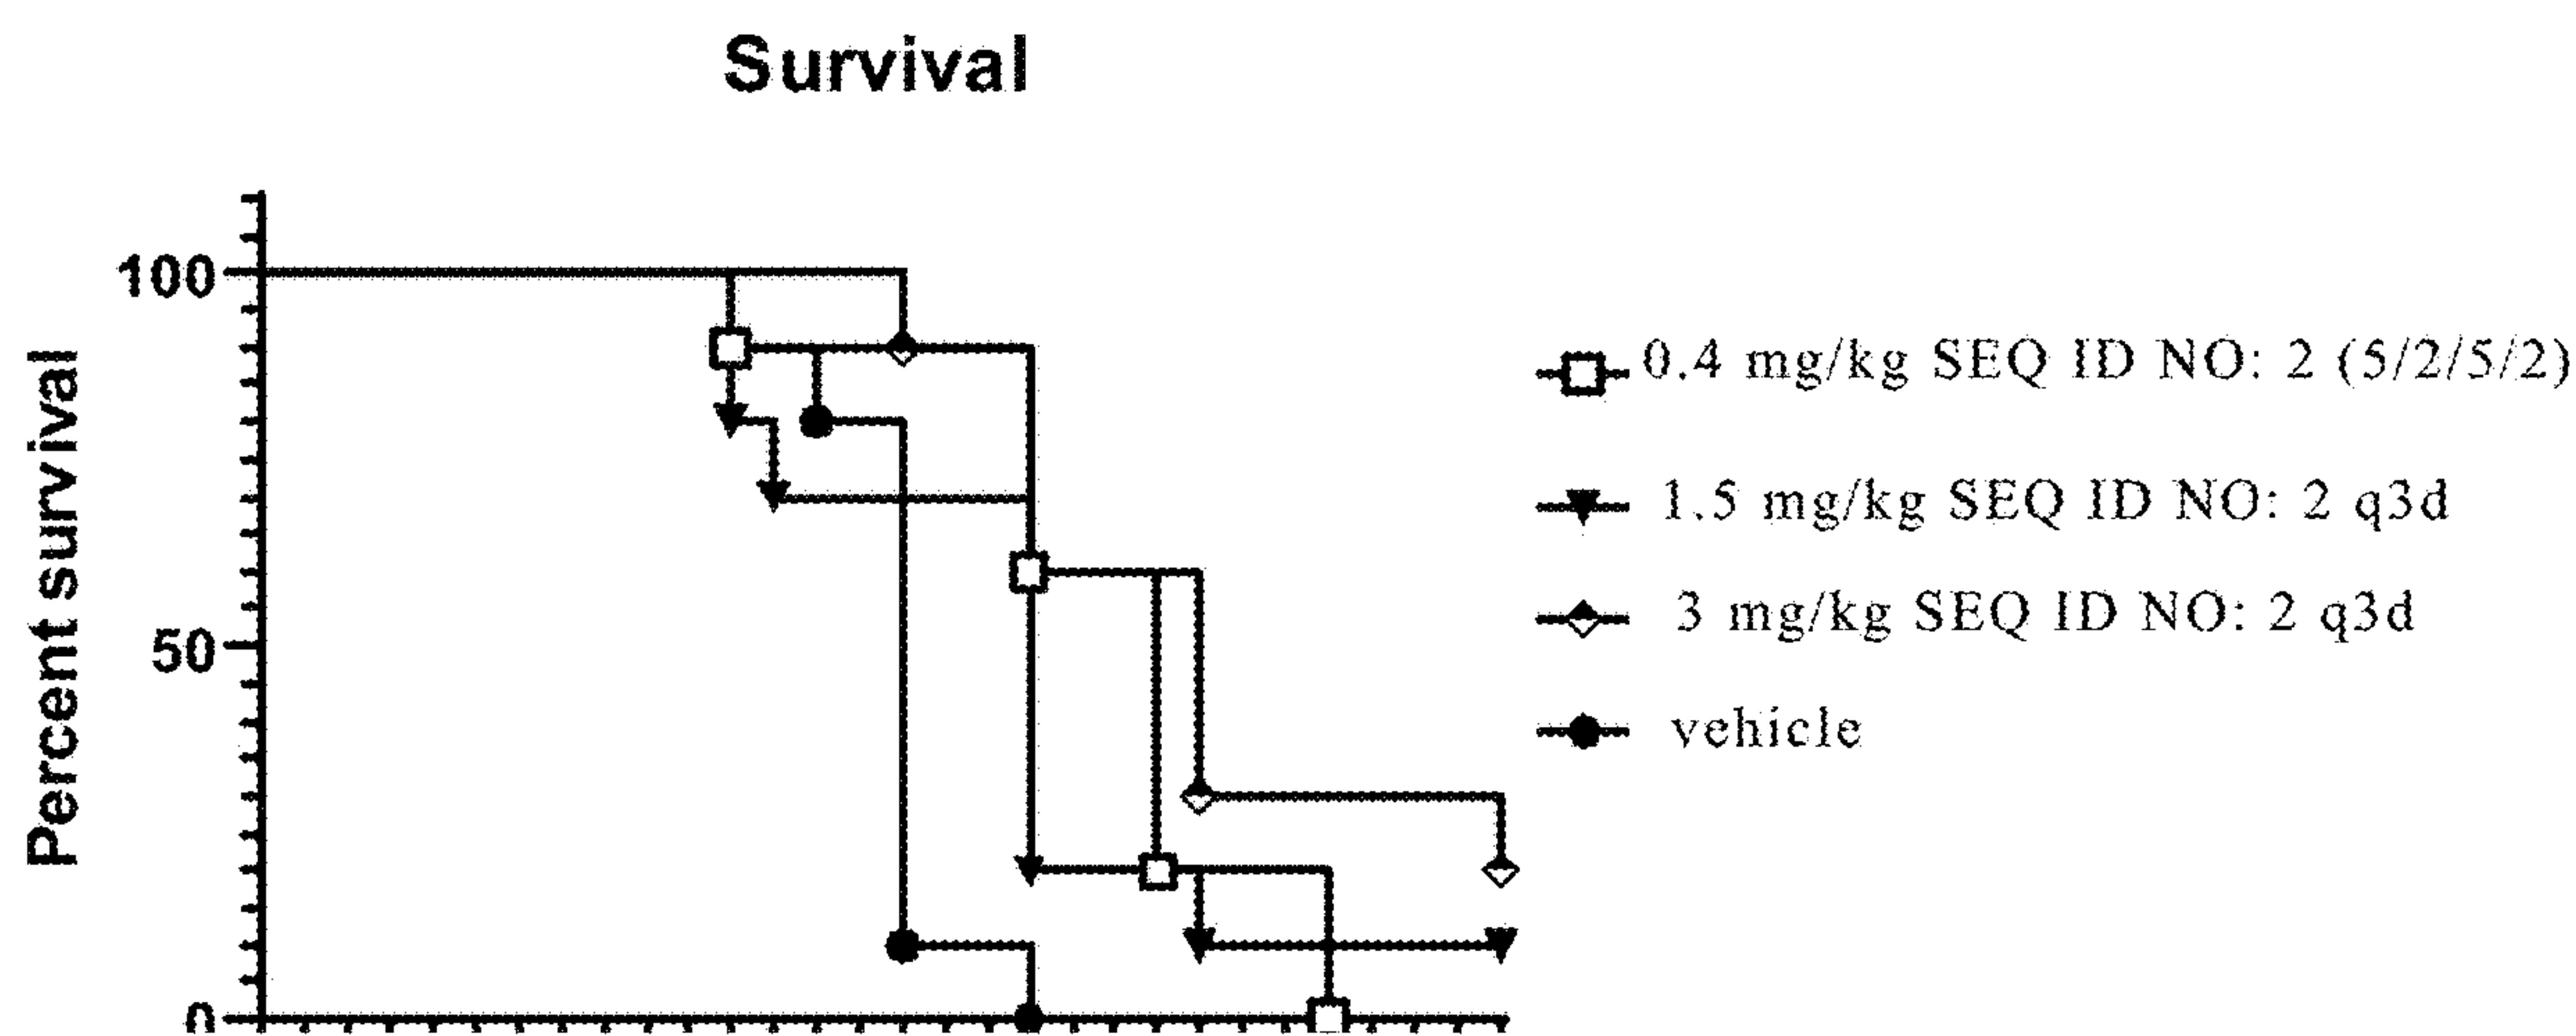 Survival
Percent survival
100
50
0
0.4 mg/kg SEQ ID NO: 2 (5/2/5/2)
1.5 mg/kg SEQ ID NO: 2 q3d
3 mg/kg SEQ ID NO: 2 q3d
vehicle